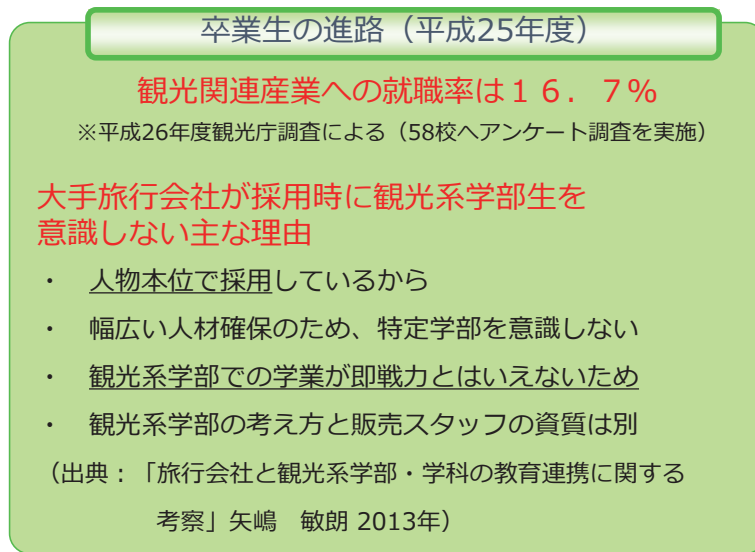 卒業生の進路（平成25年度）
観光関連産業への就職率は１６．７％
※平成26年度観光庁調査による（58校へアンケート調査を実施）
大手旅行会社が採用時に観光系学部生を
意識しない主な理由
・　人物本位で採用しているから
・　幅広い人材確保のため、特定学部を意識しない
・　観光系学部での学業が即戦力とはいえないため
・　観光系学部の考え方と販売スタッフの資質は別
（出典：「旅行会社と観光系学部・学科の教育連携に関する
考察」矢嶋　敏朗 2013年）